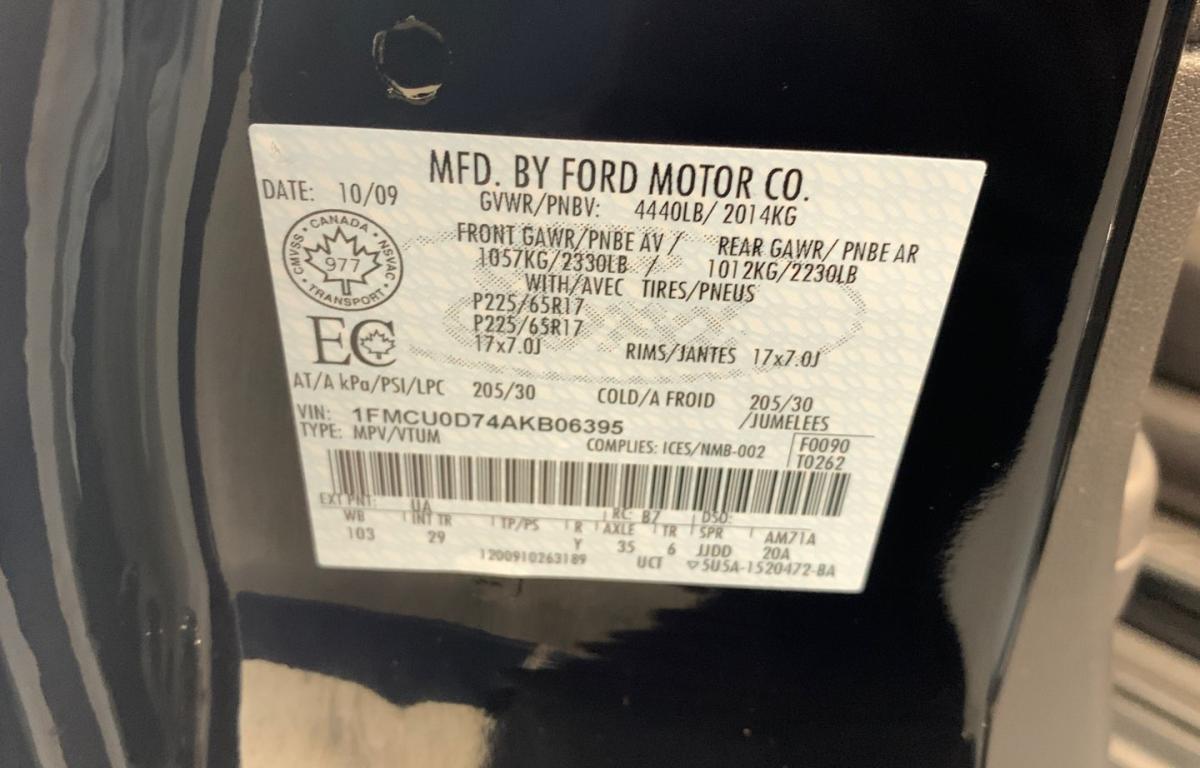 MFD. BY FORD MOTOR CO.
DATE: 10/09
GVWR/PNBV: 4440LB/ 2014KG
CMVSS • CANADA • NSVAC • TRANSPORT •
977
FRONT GAWR/PNBE AV / REAR GAWR/ PNBE AR
1057KG/2330LB / 1012KG/2230LB
WITH/AVEC TIRES/PNEUS
P225/65R17
P225/65R17
EC
17x7.0J RIMS/JANTES 17x7.0J
AT/A kPa/PSI/LPC 205/30 COLD/A FROID 205/30
/JUMELEES
VIN: 1FMCU0D74AKB06395
TYPE: MPV/VTUM COMPLIES: ICES/NMB-002 F0090
T0262
EXT PNT: UA RC: B7 DSO:
WB INT TR TP/PS R AXLE TR SPR AM71A
103 29 Y 35 6 JJDD 20A
1200910263189 UCT ▽5U5A-1520472-BA